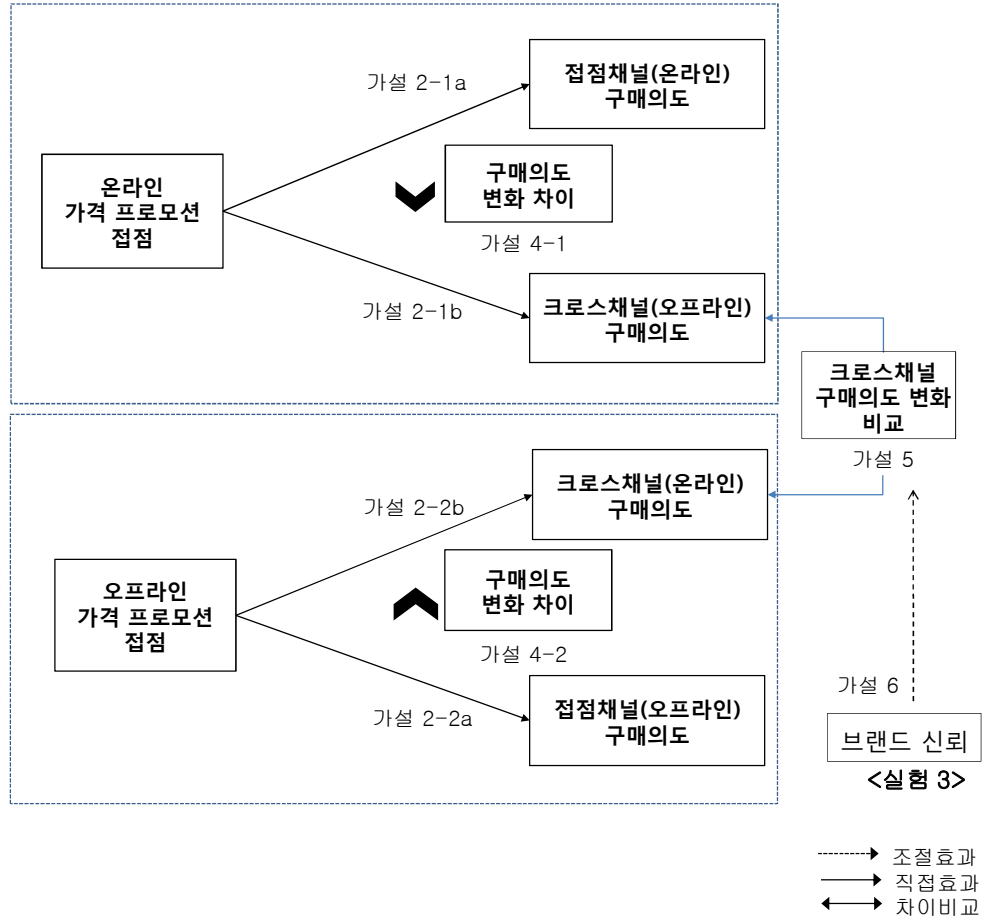 가설 2-1a
접점채널(온라인)
구매의도
온라인
가격 프로모션
접점
구매의도
변화 차이
가설 4-1
가설 2-1b
크로스채널(오프라인)
구매의도
크로스채널
구매의도 변화
비교
가설 5
가설 2-2b
크로스채널(온라인)
구매의도
오프라인
가격 프로모션
접점
구매의도
변화 차이
가설 4-2
가설 2-2a
접점채널(오프라인)
구매의도
가설 6
브랜드 신뢰
<실험 3>
조절효과
직접효과
차이비교